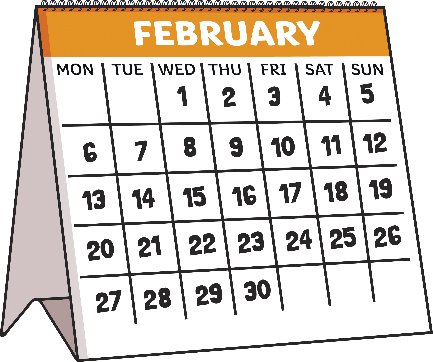 FEBRUARY
MON TUE WED THU FRI SAT SUN
1 2 3 4 5
6 7 8 9 10 11 12
13 14 15 16 17 18 19
20 21 22 23 24 25 26
27 28 29 30